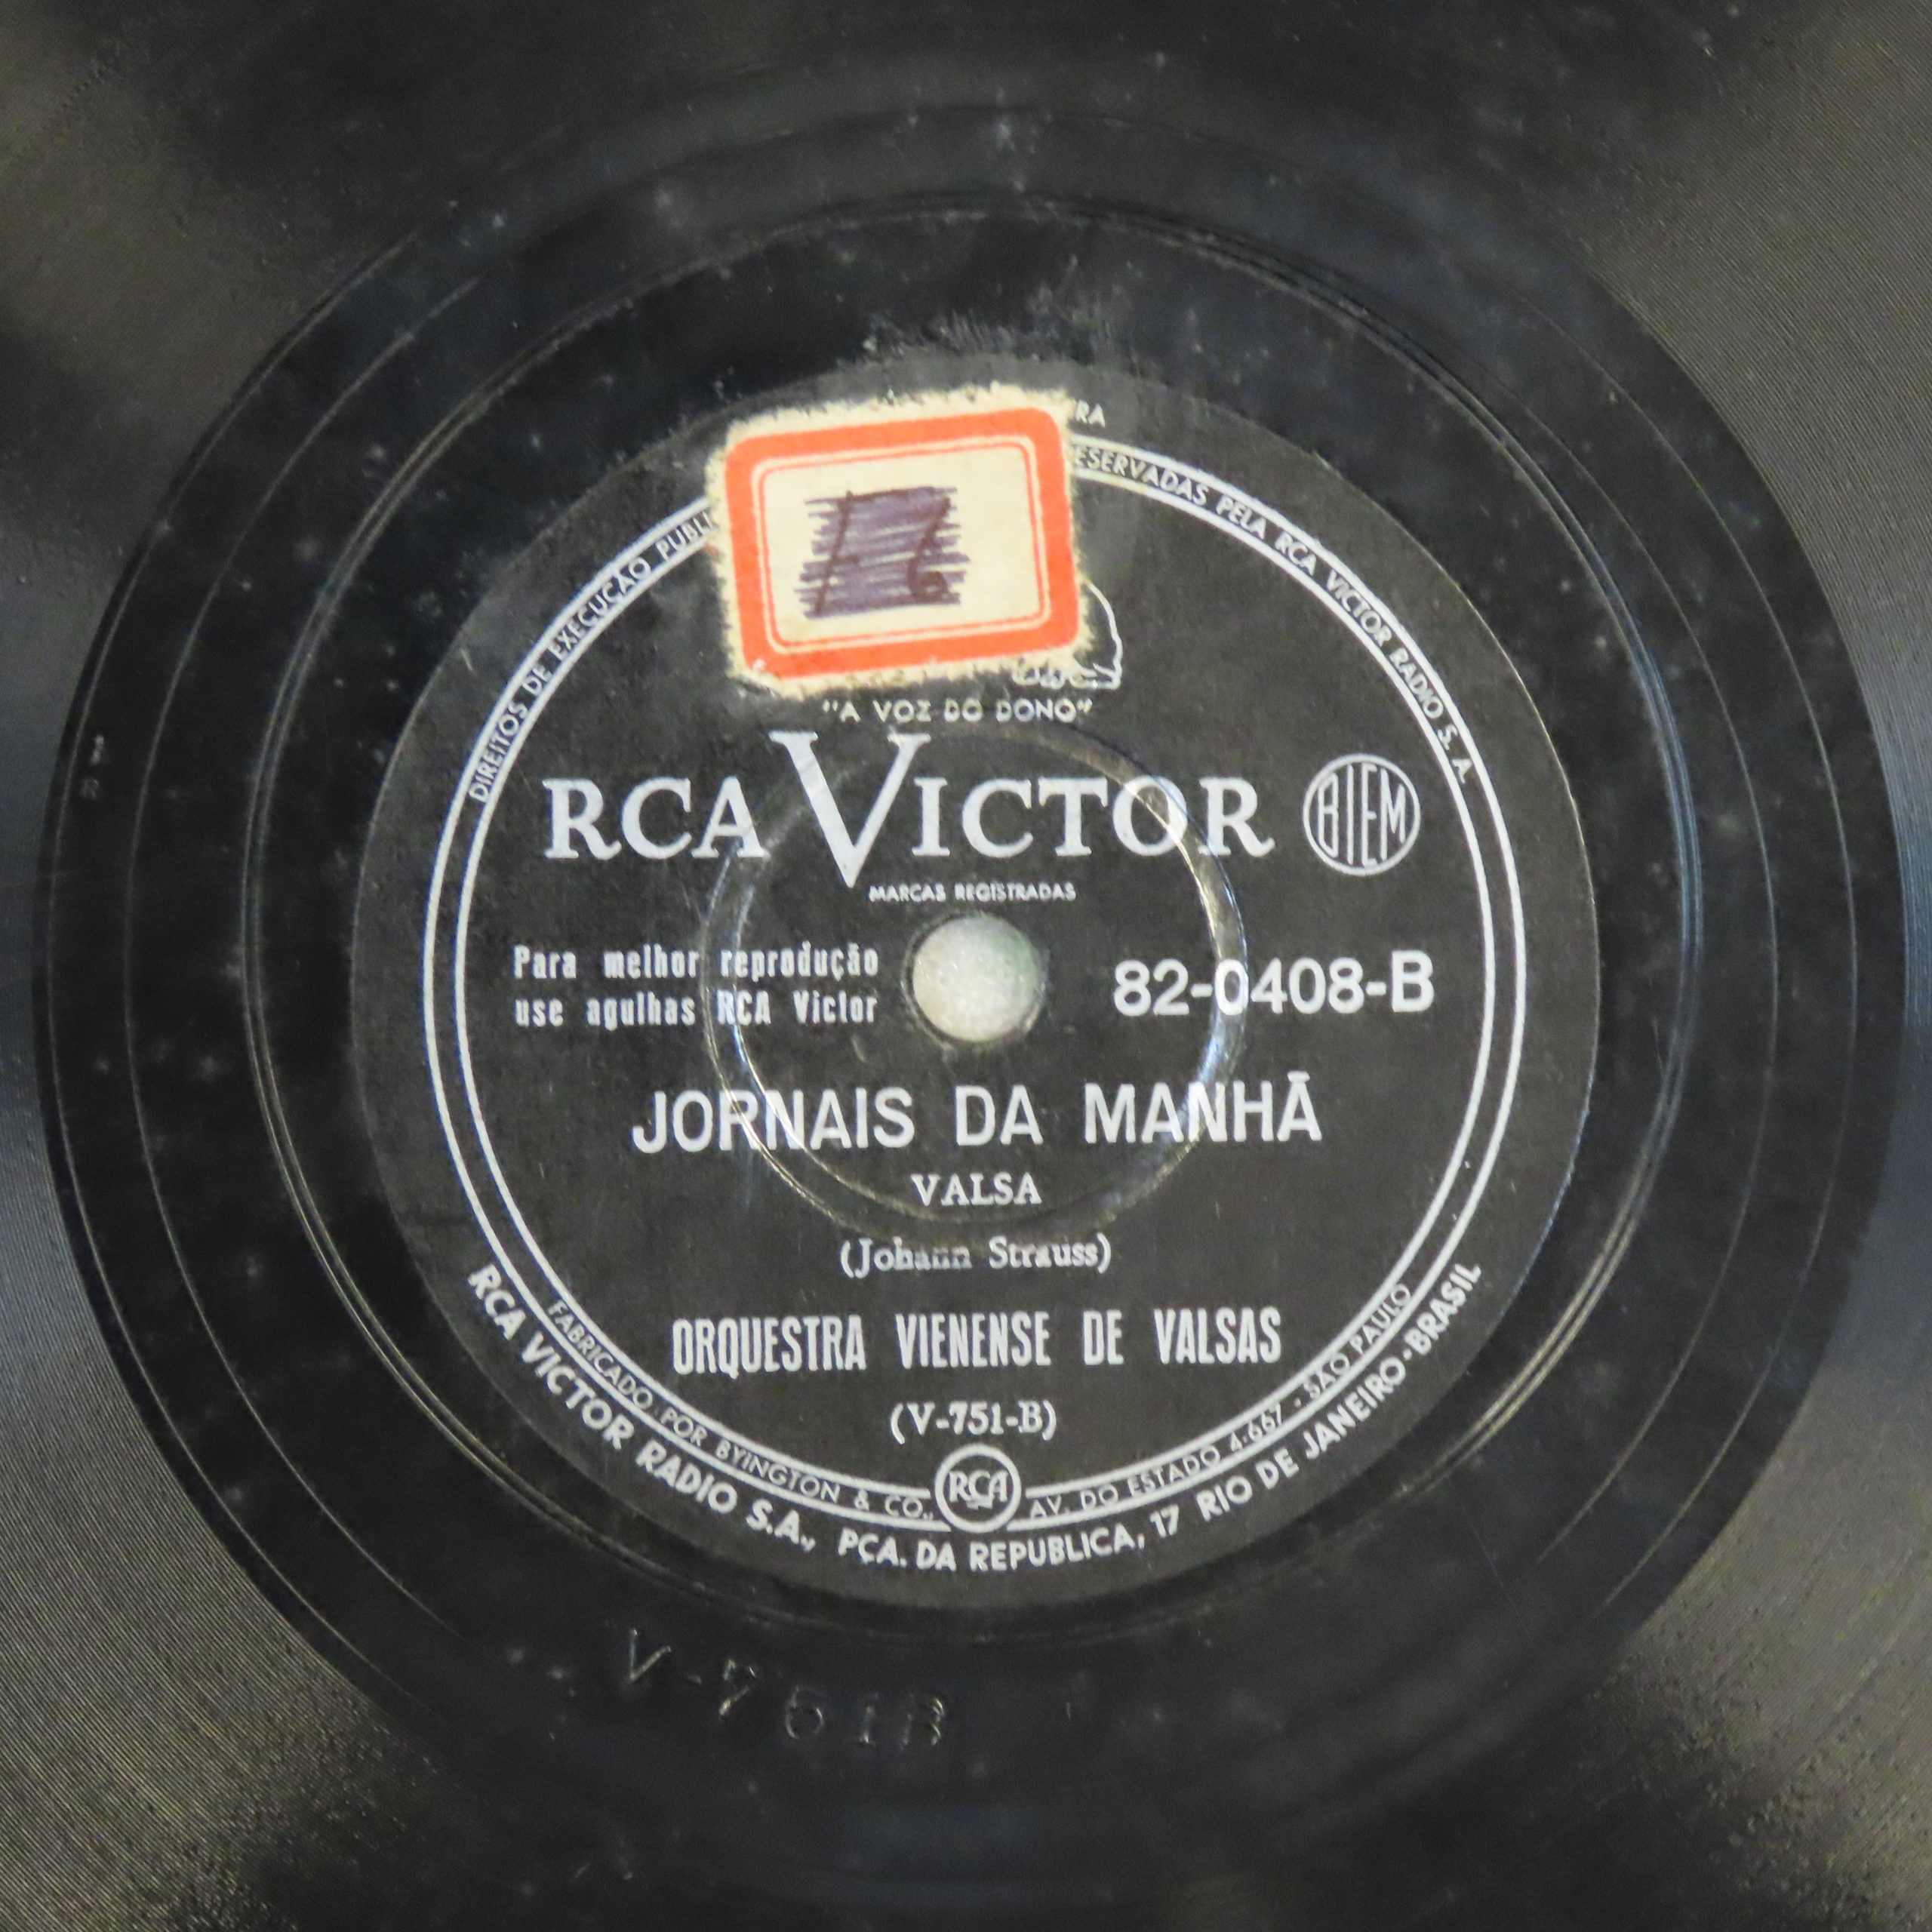 RA
DIREITOS DE EXECUÇÃO
ESERVADAS PELA RCA VICTOR RADIO S. A.
"A VOZ DO DONO"
RCA VICTOR BIEM
MARCAS REGISTRADAS
Para melhor reprodução
use agulhas RCA Victor
82-0408-B
JORNAIS DA MANHÃ
VALSA
(Johann Strauss)
ORQUESTRA VIENENSE DE VALSAS
(V-751-B)
RCA
FABRICADO POR BYINGTON & CO., AV. DO ESTADO 4-667 - SÃO PAULO
RCA VICTOR RADIO S.A., PÇA. DA REPUBLICA, 17 RIO DE JANEIRO-BRASIL